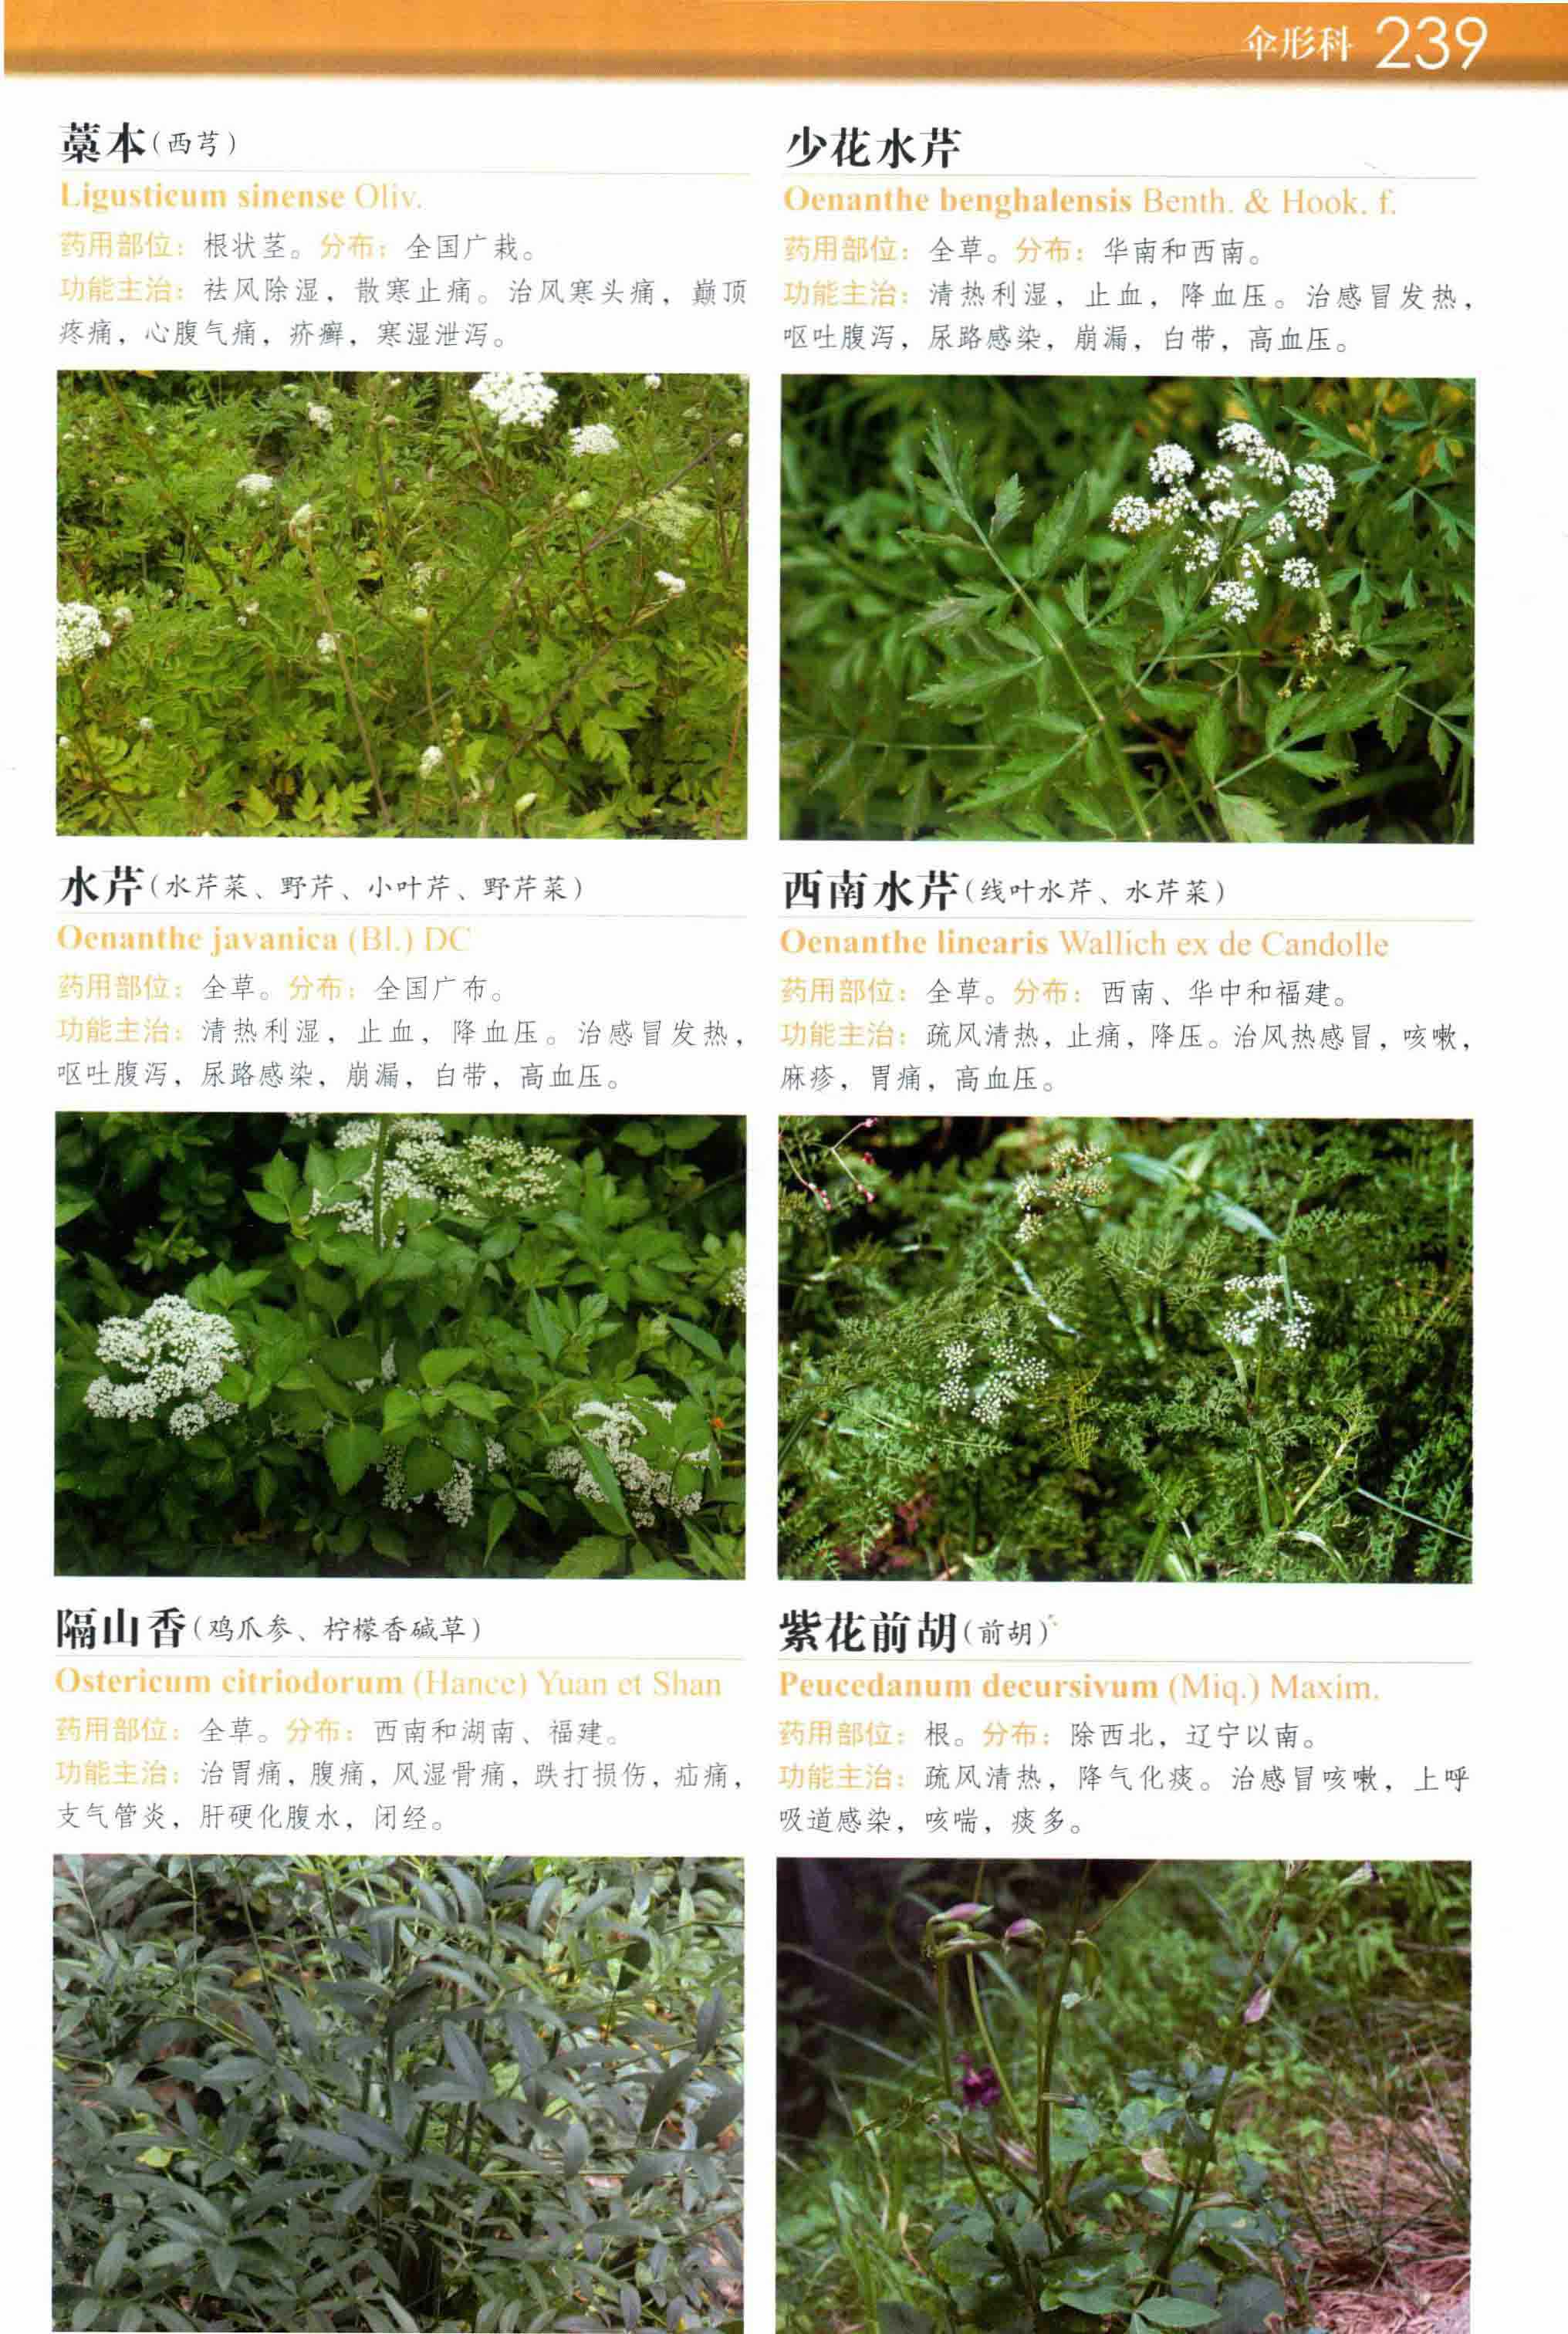 伞形科 239
藁本(西芎)
Ligusticum sinense Oliv.
药用部位：根状茎。分布：全国广栽。
功能主治：祛风除湿，散寒止痛。治风寒头痛，巅顶
疼痛，心腹气痛，疥癣，寒湿泄泻。
少花水芹
Oenanthe benghalensis Benth. & Hook. f.
药用部位：全草。分布：华南和西南。
功能主治：清热利湿，止血，降血压。治感冒发热，
呕吐腹泻，尿路感染，崩漏，白带，高血压。
水芹(水芹菜、野芹、小叶芹、野芹菜)
Oenanthe javanica (Bl.) DC
药用部位：全草。分布：全国广布。
功能主治：清热利湿，止血，降血压。治感冒发热，
呕吐腹泻，尿路感染，崩漏，白带，高血压。
西南水芹(线叶水芹、水芹菜)
Oenanthe linearis Wallich ex de Candolle
药用部位：全草。分布：西南、华中和福建。
功能主治：疏风清热，止痛，降压。治风热感冒，咳嗽，
麻疹，胃痛，高血压。
隔山香(鸡爪参、柠檬香碱草)
Ostericum citriodorum (Hance) Yuan et Shan
药用部位：全草。分布：西南和湖南、福建。
功能主治：治胃痛，腹痛，风湿骨痛，跌打损伤，疝痛，
支气管炎，肝硬化腹水，闭经。
紫花前胡(前胡)
Peucedanum decursivum (Miq.) Maxim.
药用部位：根。分布：除西北，辽宁以南。
功能主治：疏风清热，降气化痰。治感冒咳嗽，上呼
吸道感染，咳喘，痰多。